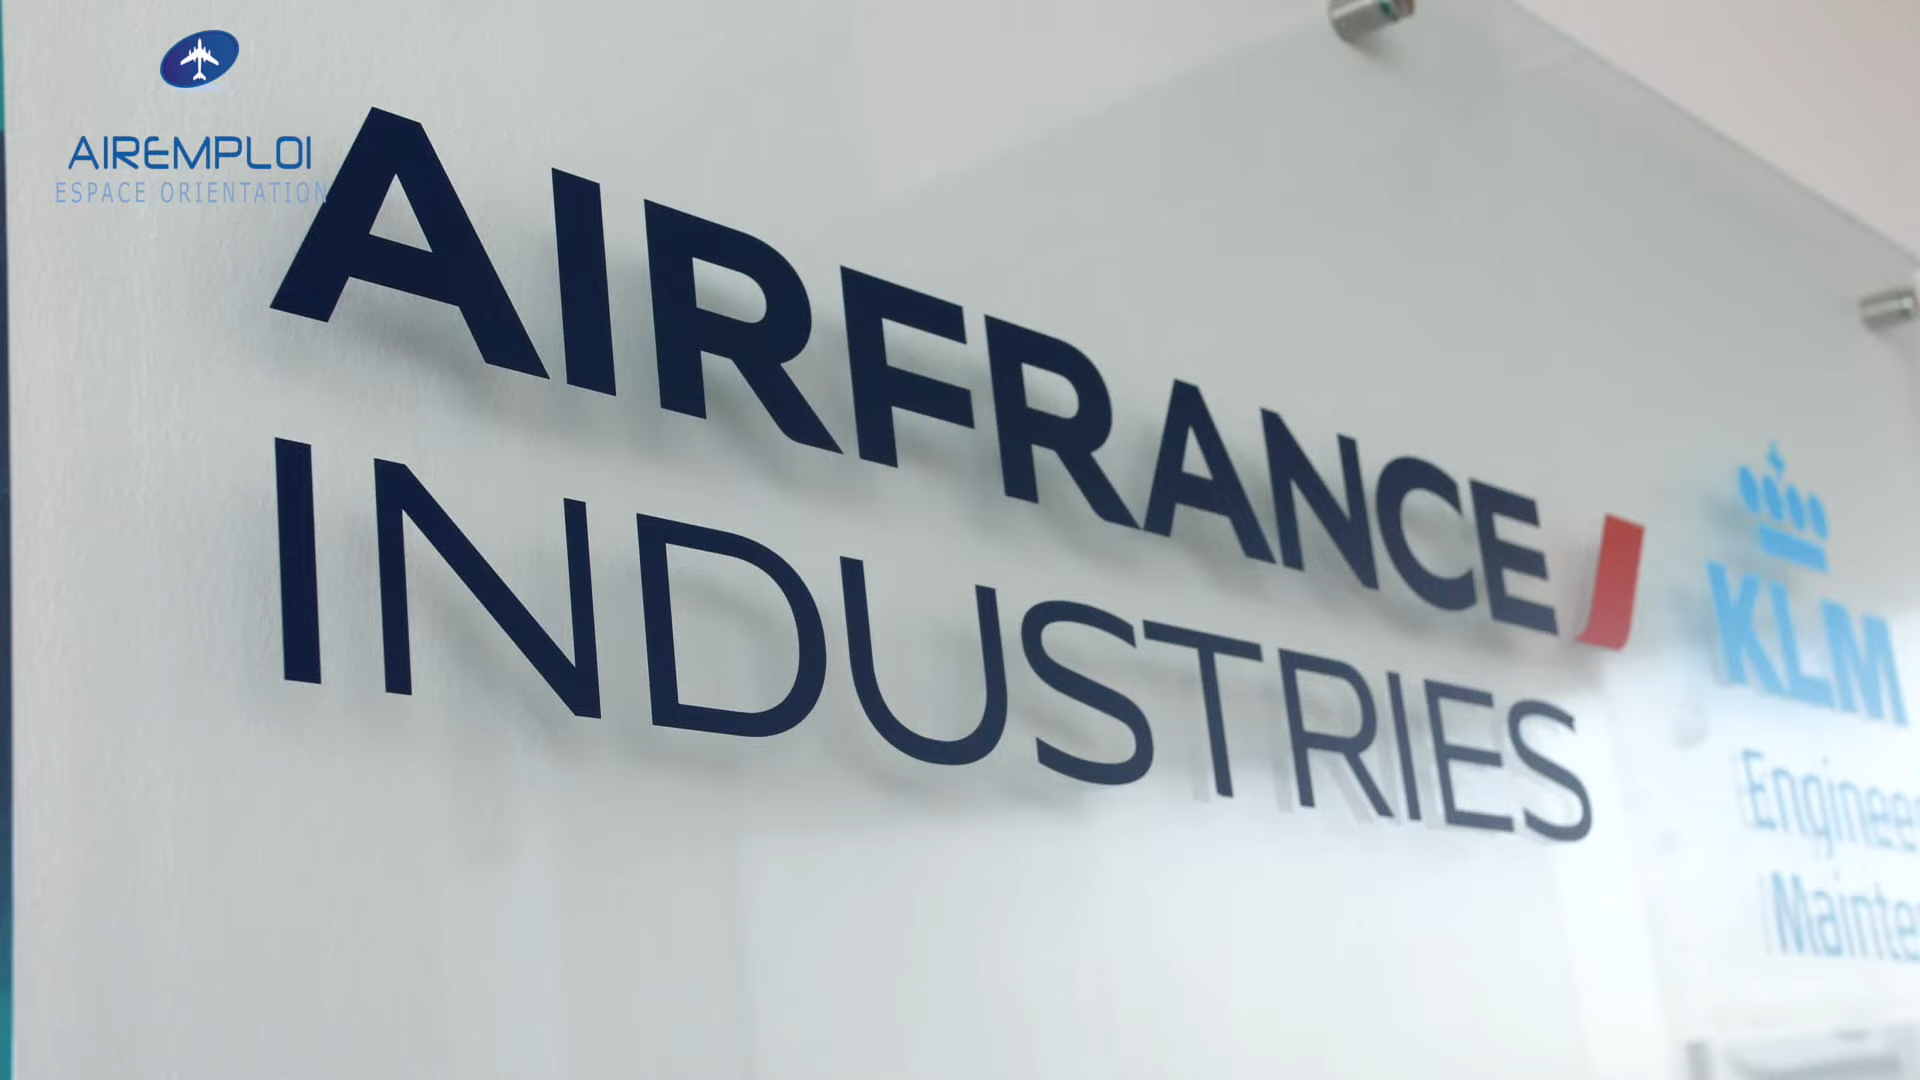 AIREMPLOI
ESPACE ORIENTATION
AIRFRANCE
INDUSTRIES
KLM